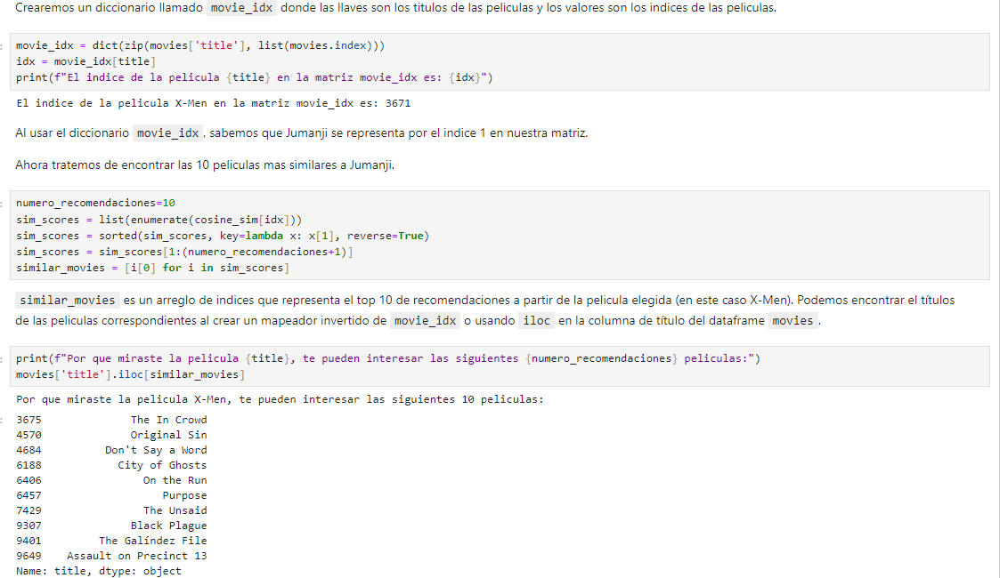 Crearemos un diccionario llamado movie_idx donde las llaves son los titulos de las peliculas y los valores son los indices de las peliculas.
movie_idx = dict(zip(movies['title'], list(movies.index)))
idx = movie_idx[title]
print(f"El indice de la pelicula {title} en la matriz movie_idx es: {idx}")
El indice de la pelicula X-Men en la matriz movie_idx es: 3671
Al usar el diccionario movie_idx, sabemos que Jumanji se representa por el indice 1 en nuestra matriz.
Ahora tratemos de encontrar las 10 peliculas mas similares a Jumanji.
numero_recomendaciones=10
sim_scores = list(enumerate(cosine_sim[idx]))
sim_scores = sorted(sim_scores, key=lambda x: x[1], reverse=True)
sim_scores = sim_scores[1:(numero_recomendaciones+1)]
similar_movies = [i[0] for i in sim_scores]
similar_movies es un arreglo de indices que representa el top 10 de recomendaciones a partir de la pelicula elegida (en este caso X-Men). Podemos encontrar el títulos
de las peliculas correspondientes al crear un mapeador invertido de movie_idx o usando iloc en la columna de título del dataframe movies.
print(f"Por que miraste la pelicula {title}, te pueden interesar las siguientes {numero_recomendaciones} peliculas:")
movies['title'].iloc[similar_movies]
Por que miraste la pelicula X-Men, te pueden interesar las siguientes 10 peliculas:
3675 The In Crowd
4570 Original Sin
4684 Don't Say a Word
6188 City of Ghosts
6406 On the Run
6457 Purpose
7429 The Unsaid
9307 Black Plague
9401 The Galíndez File
9649 Assault on Precinct 13
Name: title, dtype: object